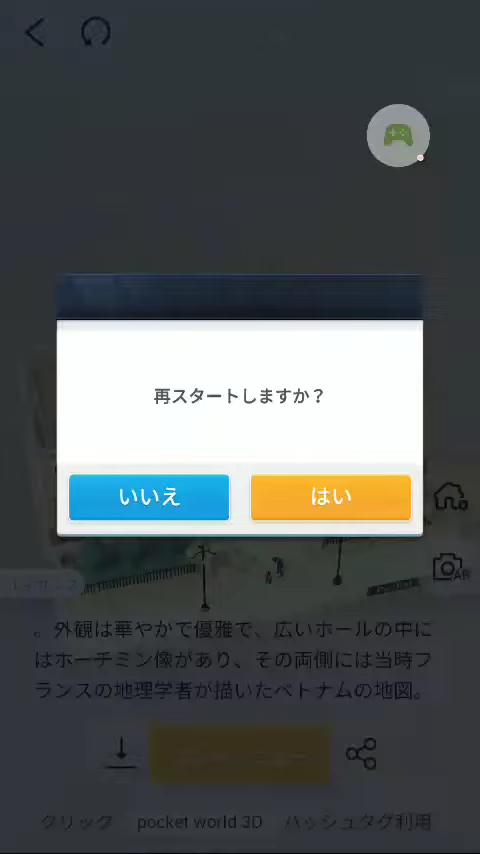 再スタートしますか？
いいえ
はい
AR
。外観は華やかで優雅で、広いホールの中に
はホーチミン像があり、その両側には当時フ
ランスの地理学者が描いたベトナムの地図。
クリック pocket world 3D ハッシュタグ利用